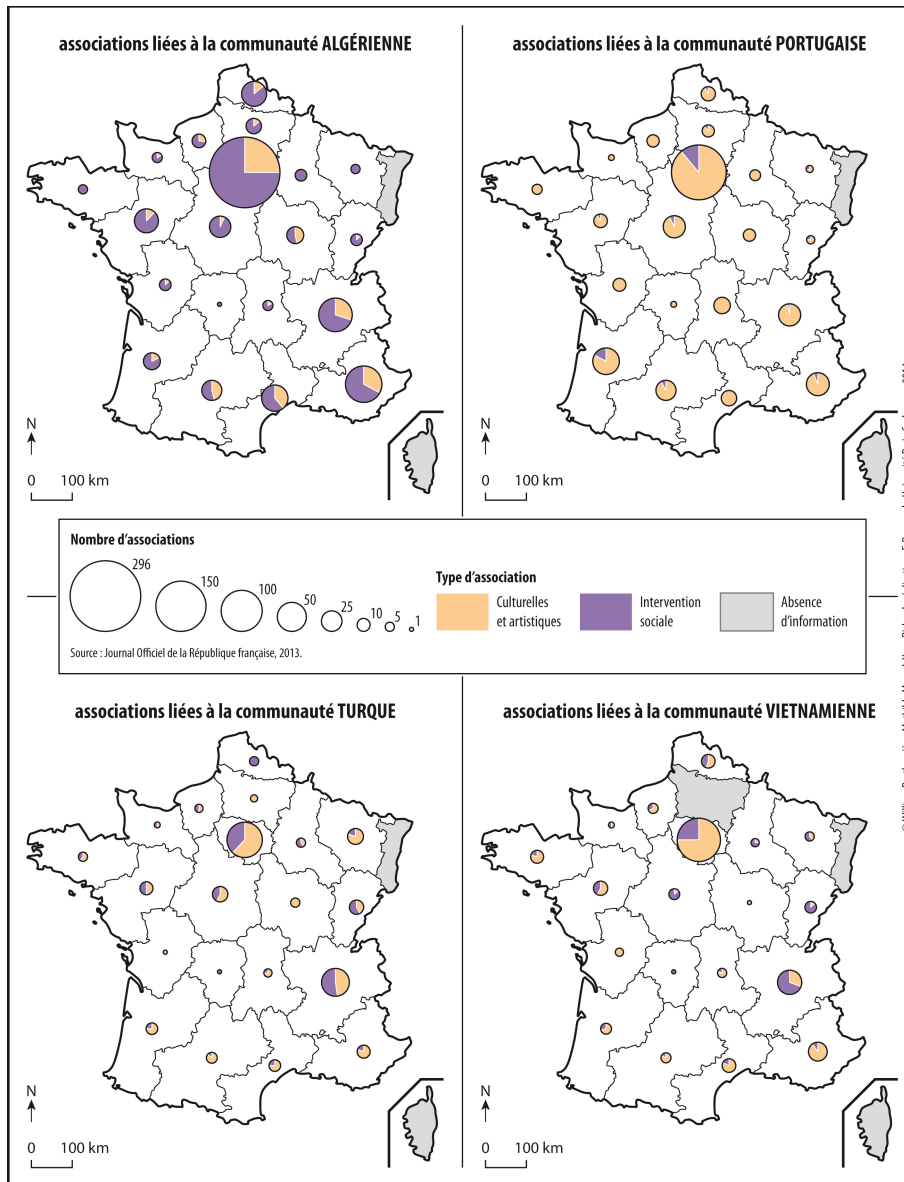 associations liées à la communauté ALGÉRIENNE
associations liées à la communauté PORTUGAISE
N
0 100 km
N
0 100 km
Nombre d'associations
296
150
100
50
25
10
5
1
Source : Journal Officiel de la République française, 2013.
Type d'association
Culturelles
et artistiques
Intervention
sociale
Absence
d'information
associations liées à la communauté TURQUE
associations liées à la communauté VIETNAMIENNE
N
0 100 km
N
0 100 km